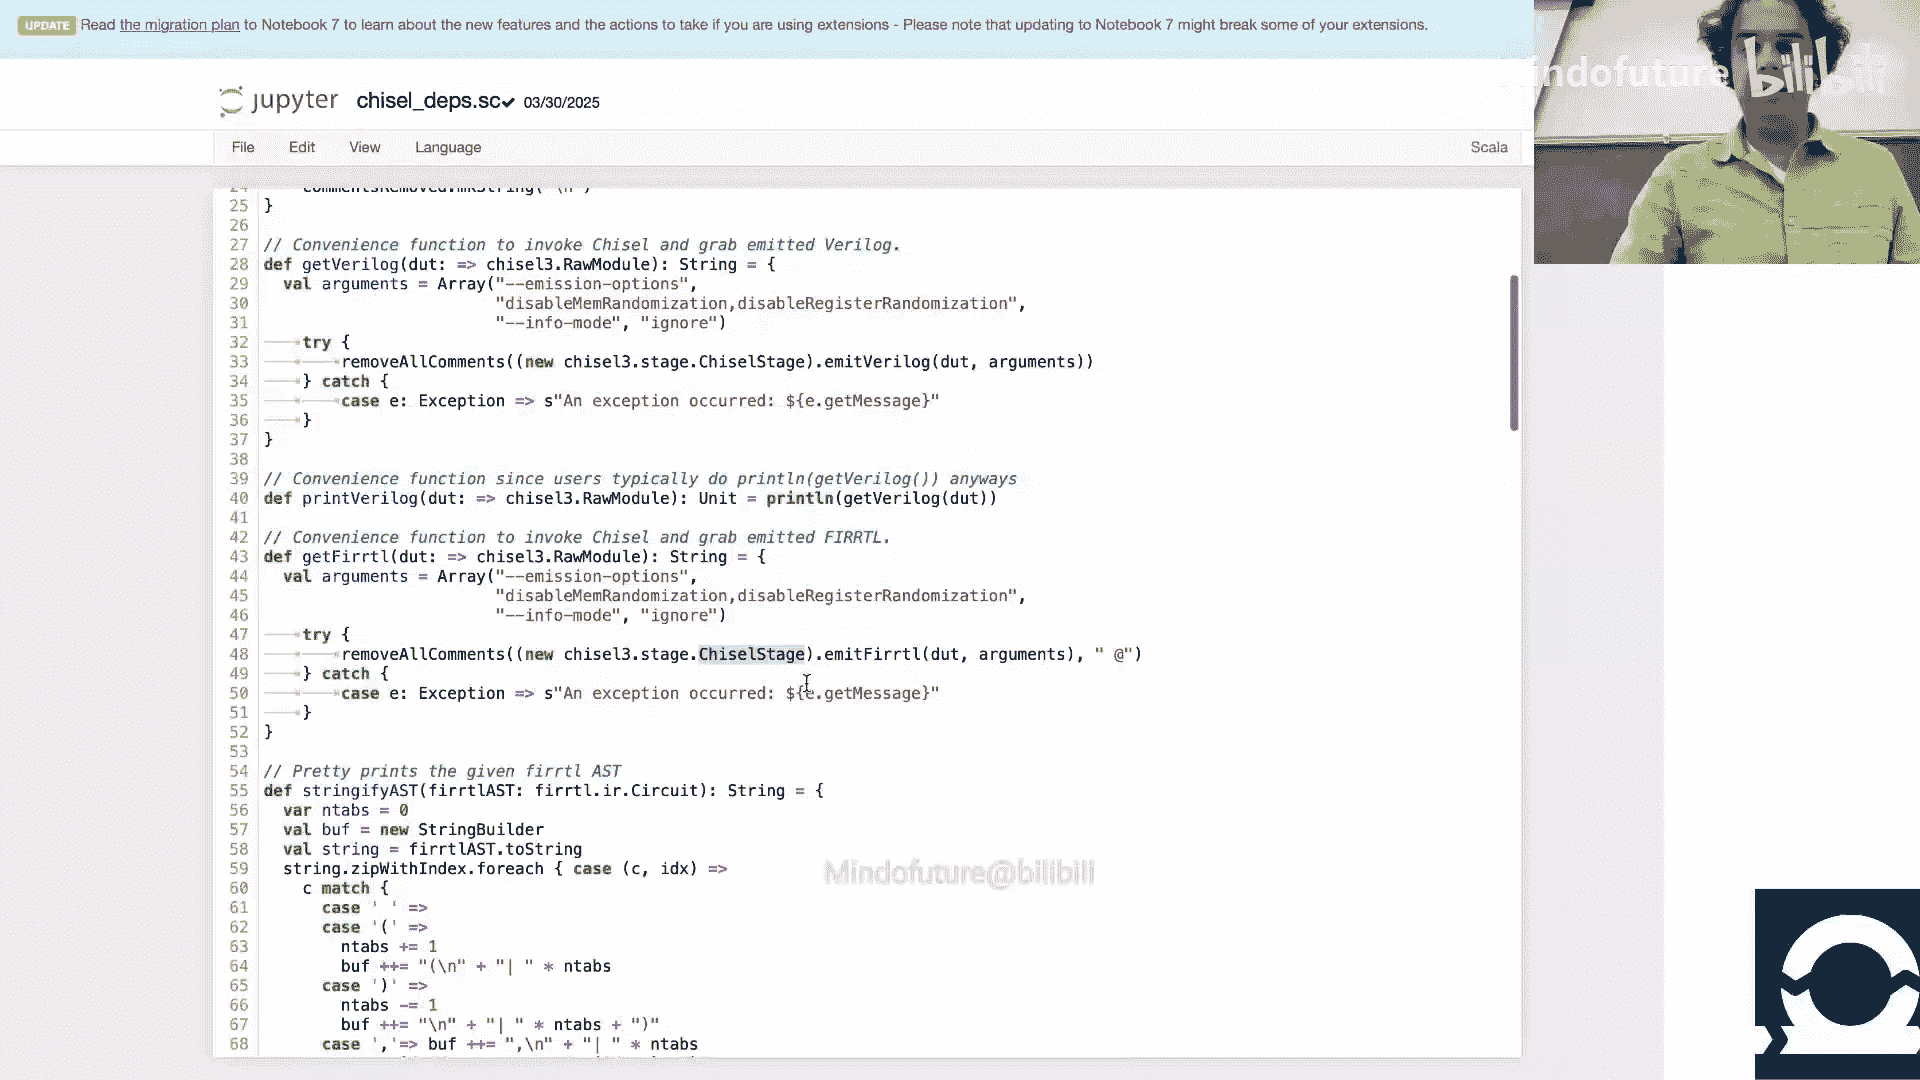 UPDATE Read the migration plan to Notebook 7 to learn about the new features and the actions to take if you are using extensions - Please note that updating to Notebook 7 might break some of your extensions.
ndofuture bilibili
jupyter chisel_deps.sc✔ 03/30/2025
File Edit View Language Scala
24 commentsRemoved.mkString("\n")
25 }
26
27 // Convenience function to invoke Chisel and grab emitted Verilog.
28 def getVerilog(dut: => chisel3.RawModule): String = {
29 val arguments = Array("--emission-options",
30 "disableMemRandomization,disableRegisterRandomization",
31 "--info-mode", "ignore")
32 try {
33 removeAllComments((new chisel3.stage.ChiselStage).emitVerilog(dut, arguments))
34 } catch {
35 case e: Exception => s"An exception occurred: ${e.getMessage}"
36 }
37 }
38
39 // Convenience function since users typically do println(getVerilog()) anyways
40 def printVerilog(dut: => chisel3.RawModule): Unit = println(getVerilog(dut))
41
42 // Convenience function to invoke Chisel and grab emitted FIRRTL.
43 def getFirrtl(dut: => chisel3.RawModule): String = {
44 val arguments = Array("--emission-options",
45 "disableMemRandomization,disableRegisterRandomization",
46 "--info-mode", "ignore")
47 try {
48 removeAllComments((new chisel3.stage.ChiselStage).emitFirrtl(dut, arguments), " @")
49 } catch {
50 case e: Exception => s"An exception occurred: ${e.getMessage}"
51 }
52 }
53
54 // Pretty prints the given firrtl AST
55 def stringifyAST(firrtlAST: firrtl.ir.Circuit): String = {
56 var ntabs = 0
57 val buf = new StringBuilder
58 val string = firrtlAST.toString
59 string.zipWithIndex.foreach { case (c, idx) =>
60 c match {
61 case ' ' =>
62 case '(' =>
63 ntabs += 1
64 buf ++= "(\n" + "| " * ntabs
65 case ')' =>
66 ntabs -= 1
67 buf ++= "\n" + "| " * ntabs + ")"
68 case ','=> buf ++= ",\n" + "| " * ntabs
Mindofuture@bilibili